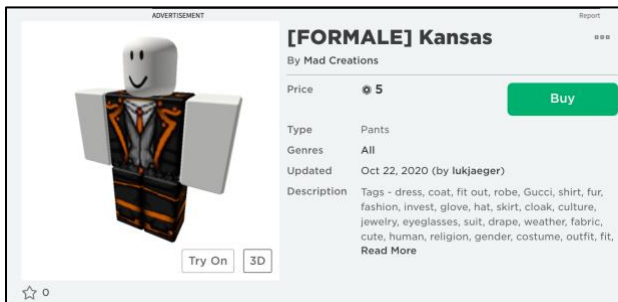 ADVERTISEMENT
Report
[FORMALE] Kansas
By Mad Creations
Price 5
Buy
Type Pants
Genres All
Updated Oct 22, 2020 (by lukjaeger)
Description Tags - dress, coat, fit out, robe, Gucci, shirt, fur,
fashion, invest, glove, hat, skirt, cloak, culture,
jewelry, eyeglasses, suit, drape, weather, fabric,
cute, human, religion, gender, costume, outfit, fit,
Read More
Try On 3D
0